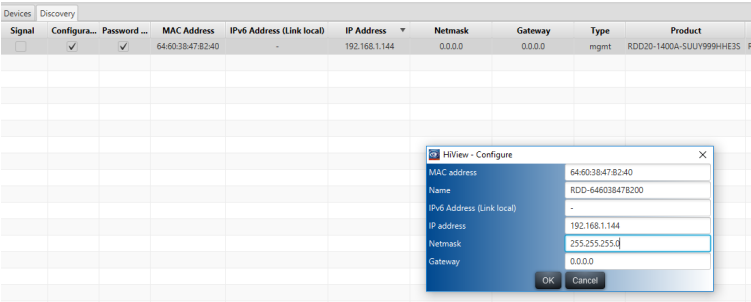 Devices Discovery
Signal Configura... Password ... MAC Address IPv6 Address (Link local) IP Address Netmask Gateway Type Product
64:60:38:47:B2:40 - 192.168.1.144 0.0.0.0 0.0.0.0 mgmt RDD20-1400A-SUUY999HHE3S
HiView - Configure
MAC address 64:60:38:47:B2:40
Name RDD-64603847B200
IPv6 Address (Link local) -
IP address 192.168.1.144
Netmask 255.255.255.0
Gateway 0.0.0.0
OK Cancel